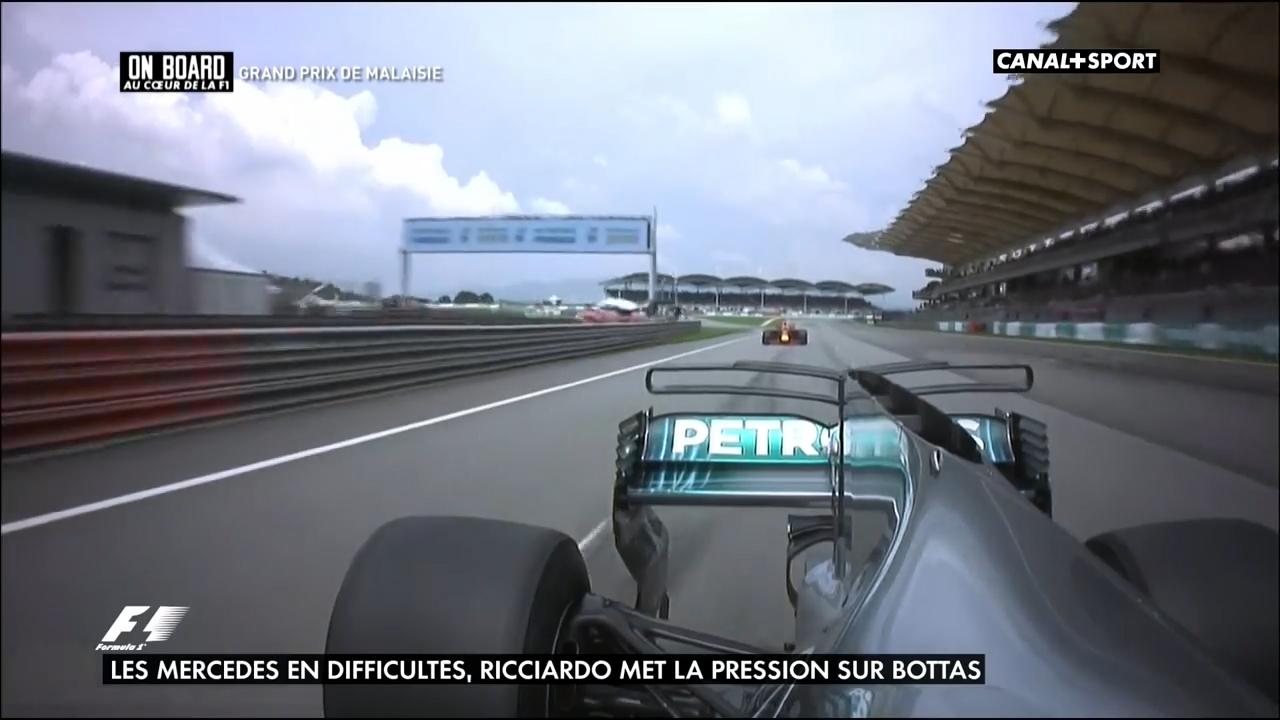 ON BOARD
AU CŒUR DE LA F1
GRAND PRIX DE MALAISIE
CANAL+SPORT
PETR
S
F1
Formula 1
LES MERCEDES EN DIFFICULTÉS, RICCIARDO MET LA PRESSION SUR BOTTAS